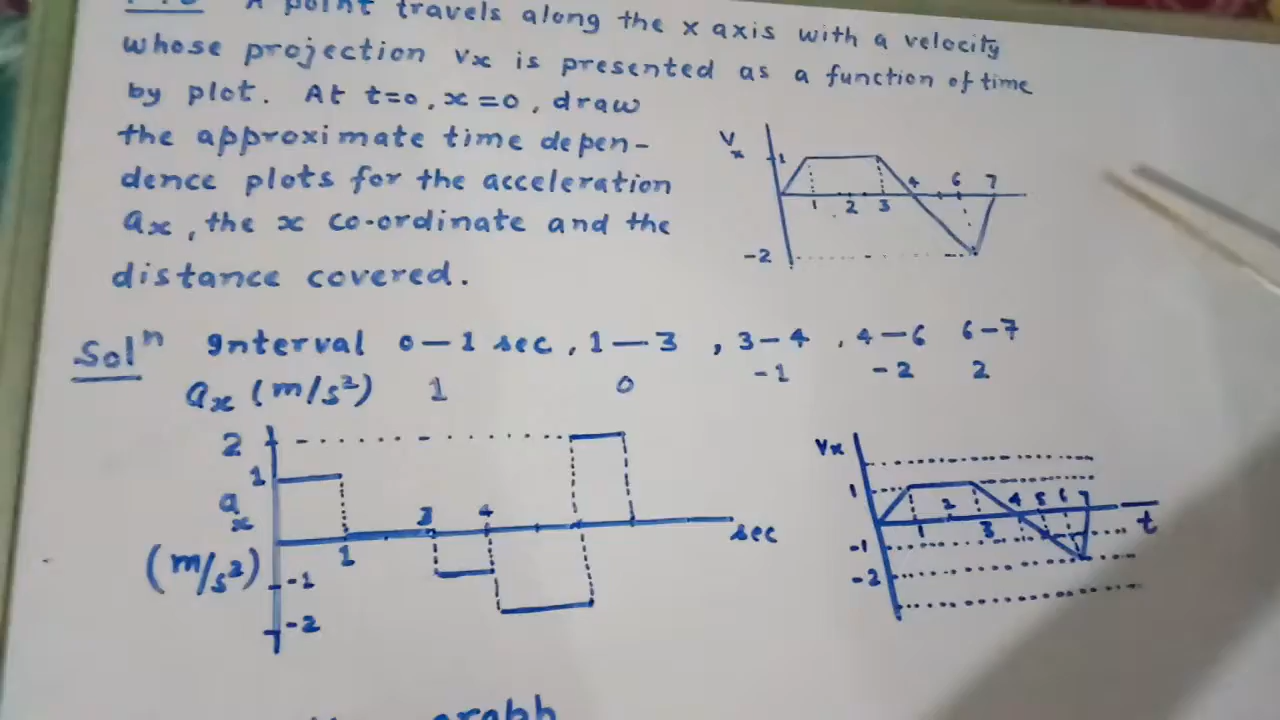 A point travels along the x axis with a velocity
whose projection Vx is presented as a function of time
by plot. At t=0, x=0, draw
the approximate time depen-
dence plots for the acceleration
ax, the x co-ordinate and the
distance covered.
Vx
1
4 6 7
1 2 3
-2
Solⁿ Interval 0-1 sec, 1-3, 3-4, 4-6 6-7
ax (m/s²) 1 0 -1 -2 2
2
1
ax
(m/s²)
3 4
1
sec
-1
-2
Vx
1
2 4 5 6 7
1 3
t
-1
-2
graph